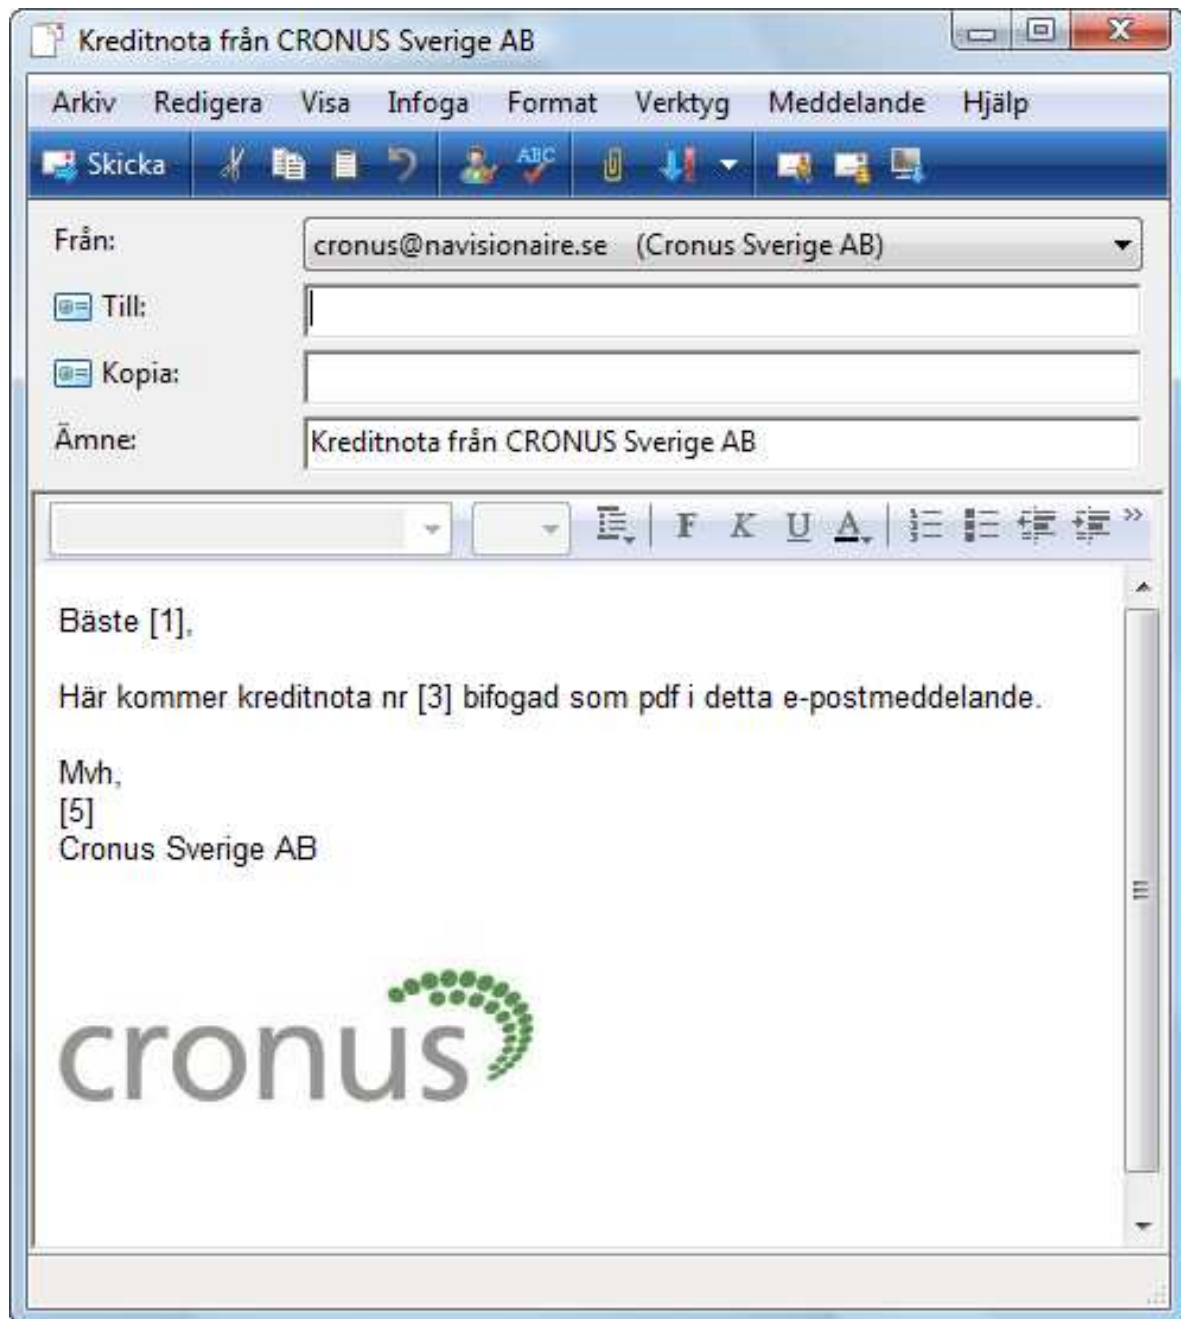 Kreditnota från CRONUS Sverige AB
Arkiv Redigera Visa Infoga Format Verktyg Meddelande Hjälp
Skicka ABC
Från: cronus@navisionaire.se (Cronus Sverige AB)
Till:
Kopia:
Ämne: Kreditnota från CRONUS Sverige AB
F K U A
Bäste [1],
Här kommer kreditnota nr [3] bifogad som pdf i detta e-postmeddelande.
Mvh,
[5]
Cronus Sverige AB
cronus